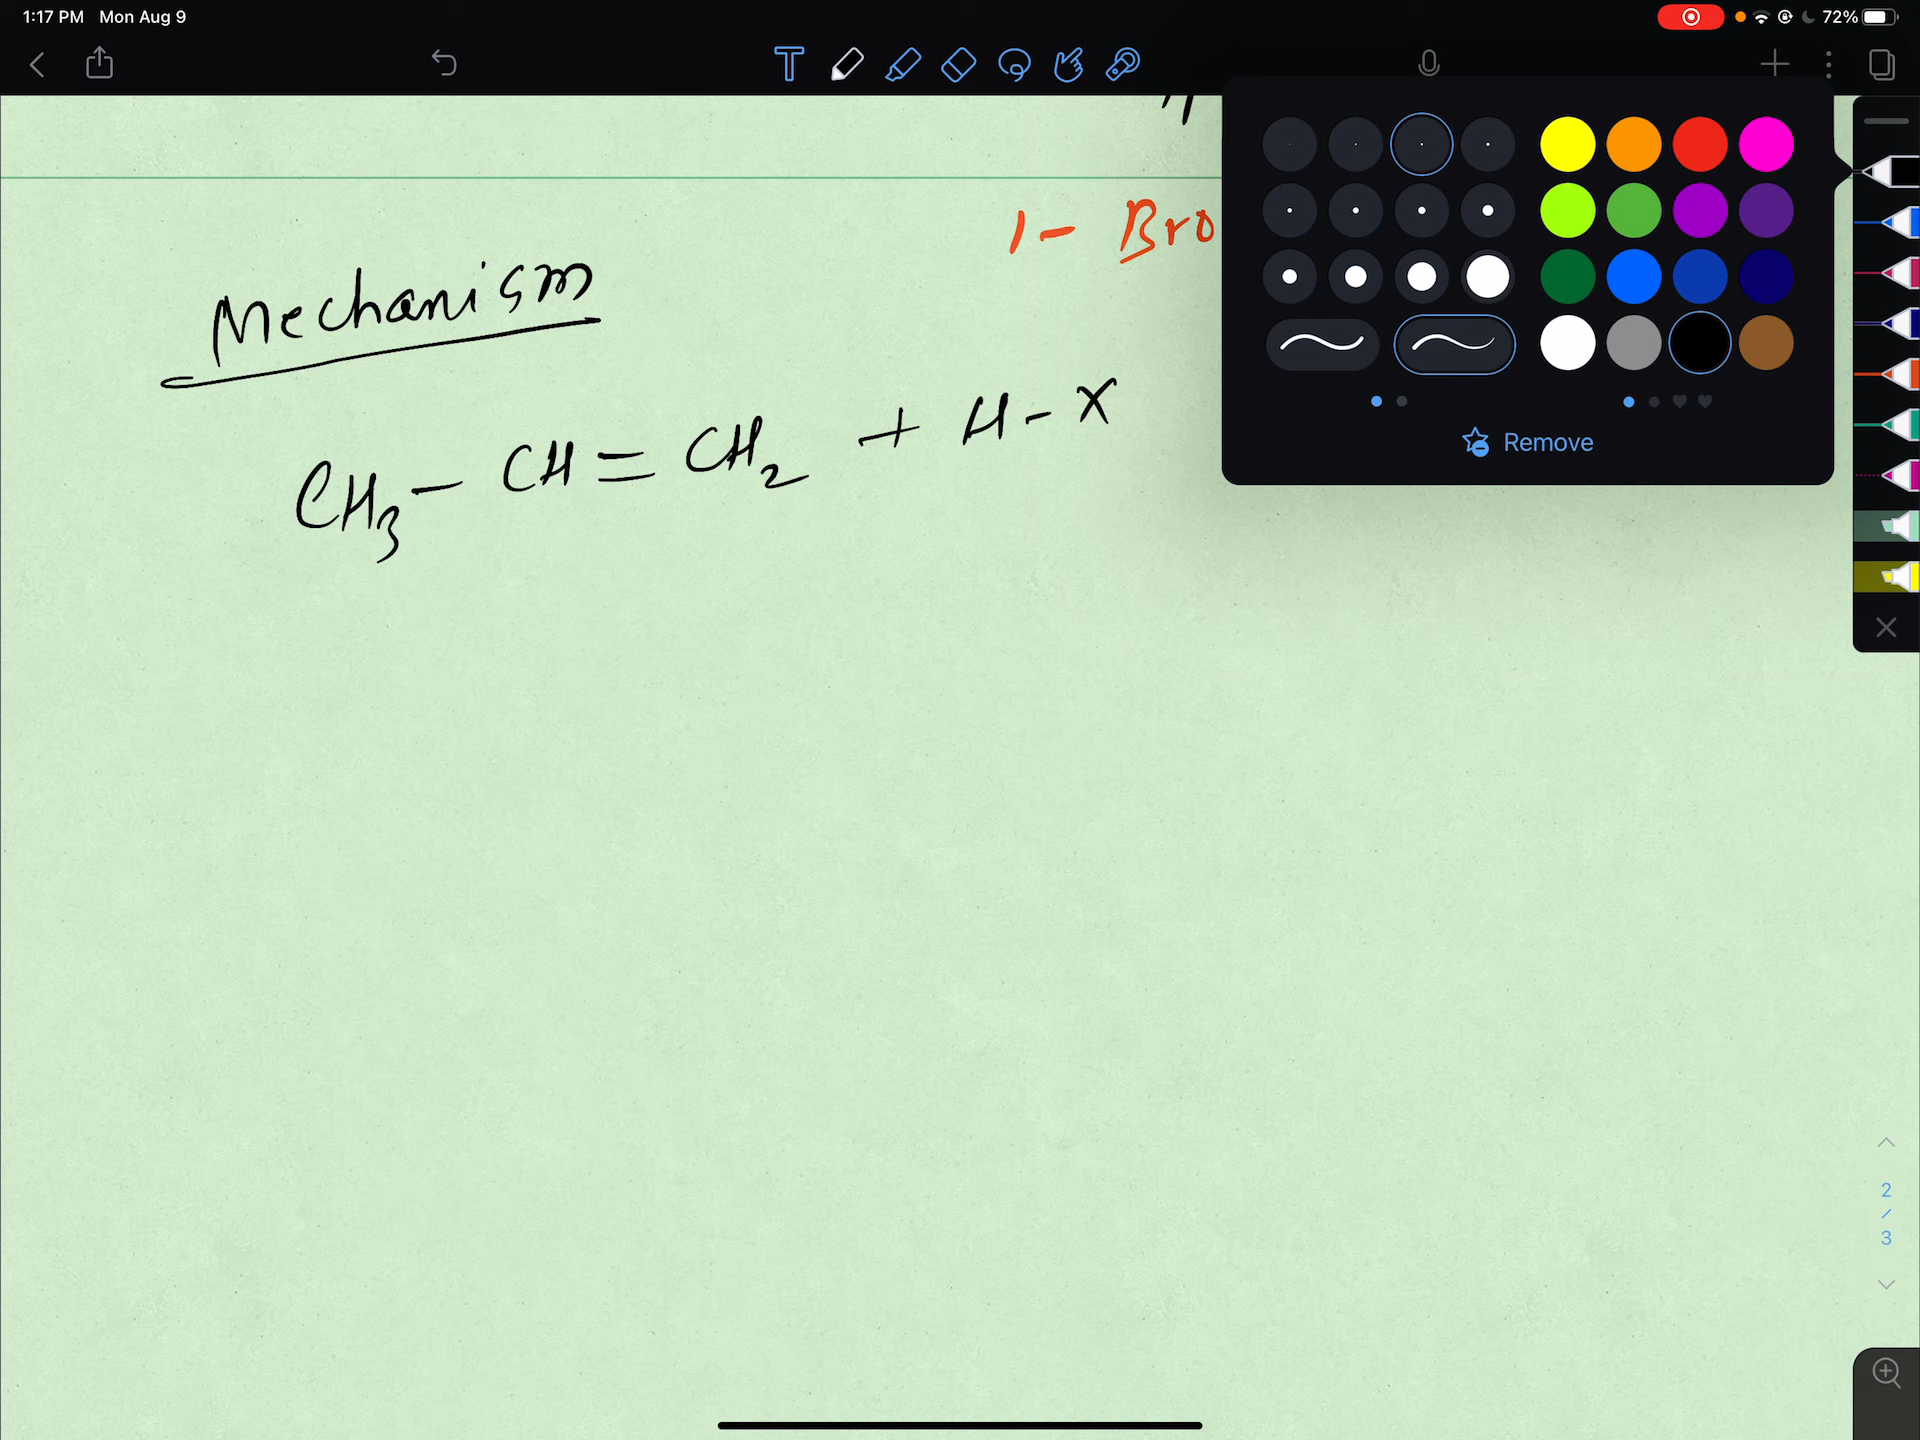 1:17 PM Mon Aug 9
72%
1- Bro
Mechanism
CH3 - CH = CH2 + H - X
Remove
2
/
3